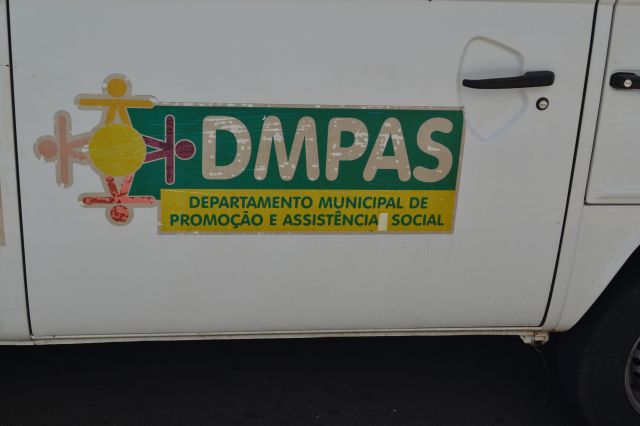 DMPAS
DEPARTAMENTO MUNICIPAL DE
PROMOÇÃO E ASSISTÊNCIA SOCIAL